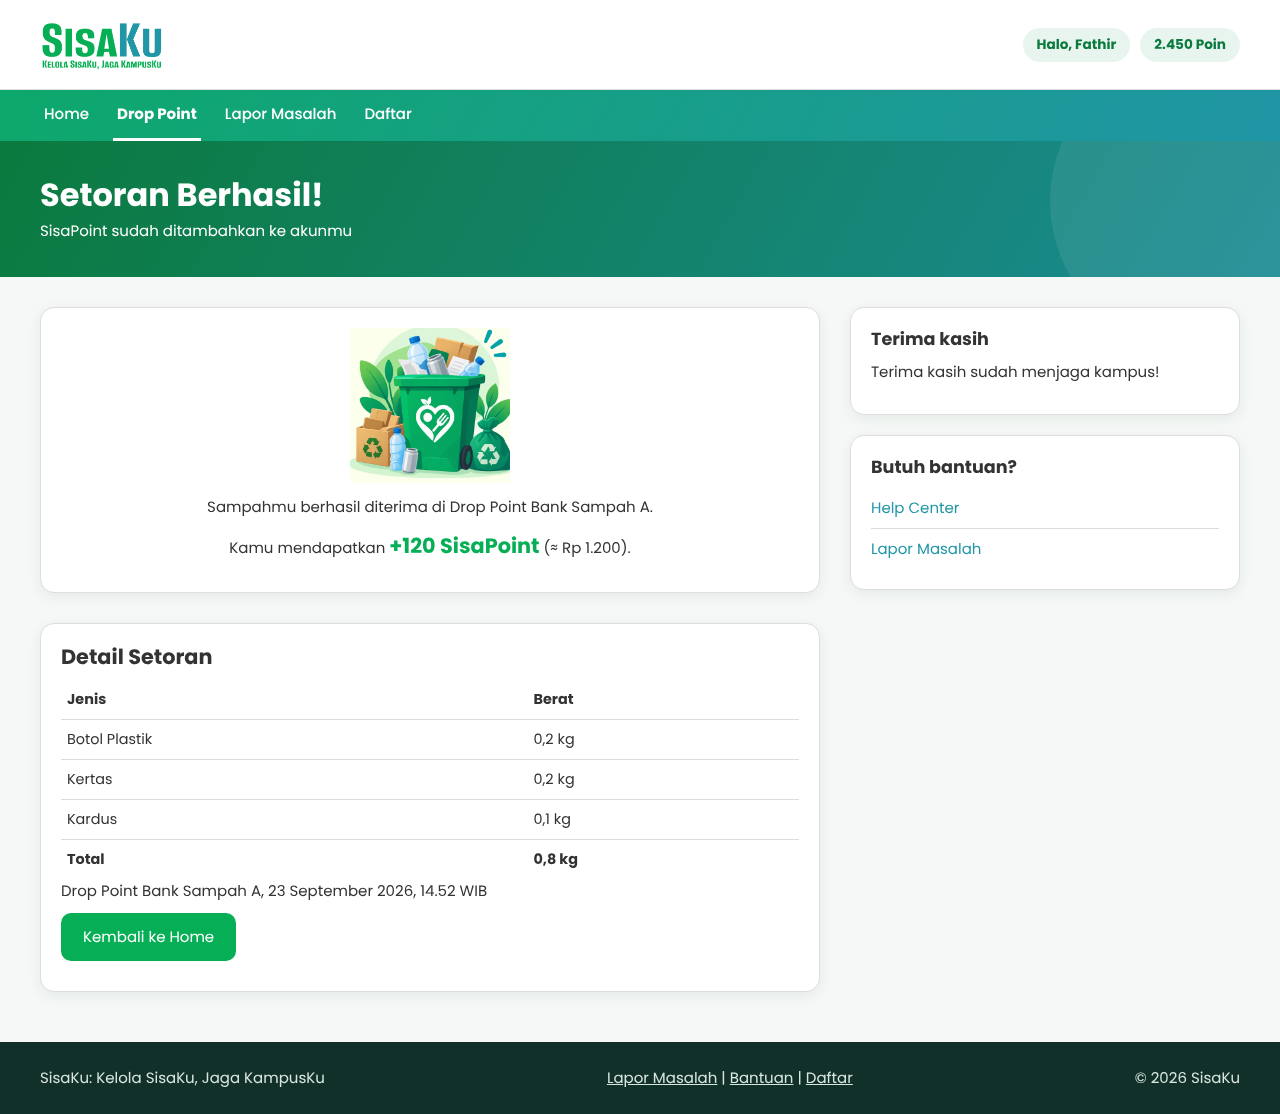 SISAKU
KELOLA SISAKU, JAGA KAMPUSKU
Halo, Fathir
2.450 Poin
Home
Drop Point
Lapor Masalah
Daftar
Setoran Berhasil!
SisaPoint sudah ditambahkan ke akunmu
Sampahmu berhasil diterima di Drop Point Bank Sampah A.
Kamu mendapatkan +120 SisaPoint (≈ Rp 1.200).
Terima kasih
Terima kasih sudah menjaga kampus!
Butuh bantuan?
Help Center
Lapor Masalah
Detail Setoran
Jenis Berat
Botol Plastik 0,2 kg
Kertas 0,2 kg
Kardus 0,1 kg
Total 0,8 kg
Drop Point Bank Sampah A, 23 September 2026, 14.52 WIB
Kembali ke Home
SisaKu: Kelola SisaKu, Jaga KampusKu
Lapor Masalah | Bantuan | Daftar
© 2026 SisaKu